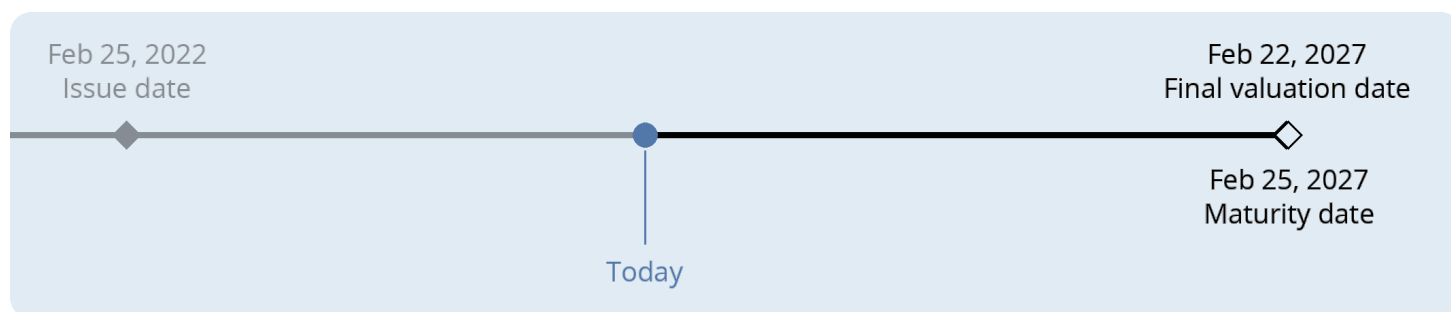 Feb 25, 2022
Issue date
Feb 22, 2027
Final valuation date
Feb 25, 2027
Maturity date
Today